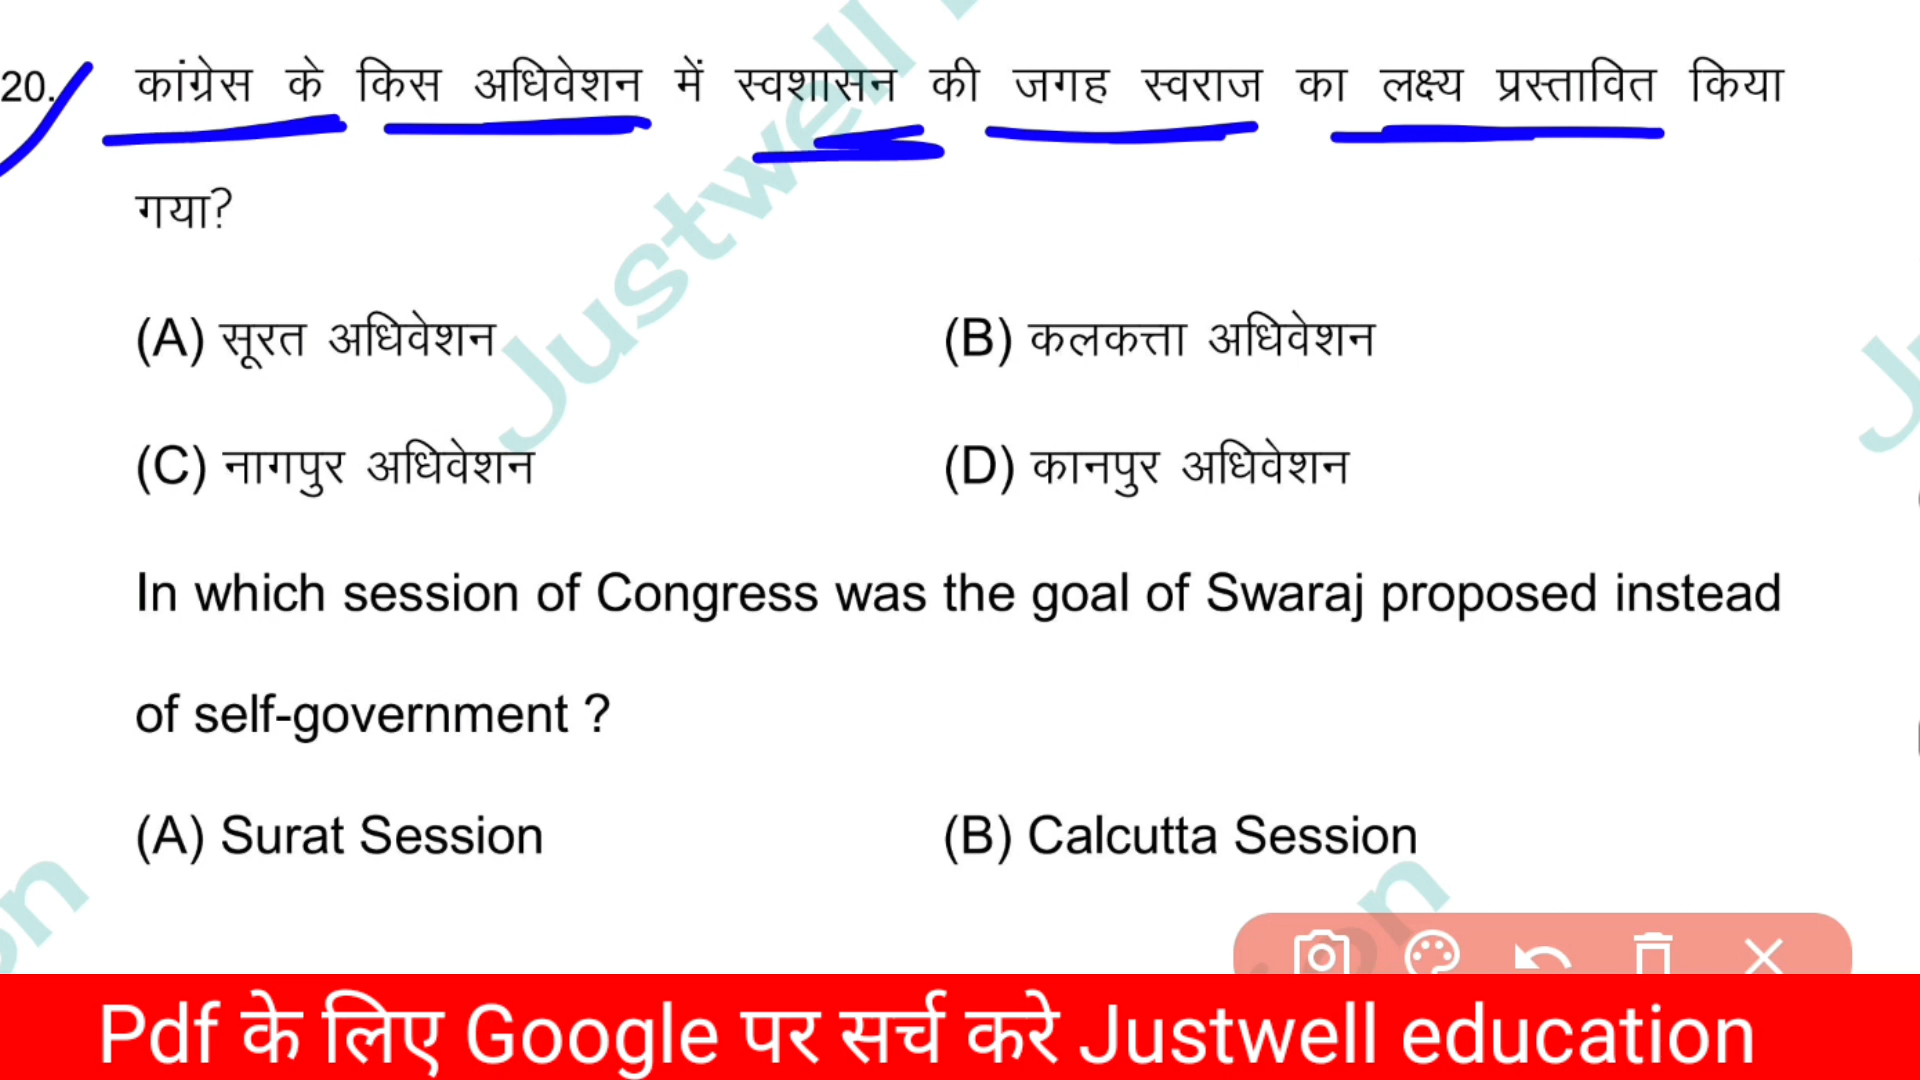 20. कांग्रेस के किस अधिवेशन में स्वशासन की जगह स्वराज का लक्ष्य प्रस्तावित किया
गया?
(A) सूरत अधिवेशन (B) कलकत्ता अधिवेशन
(C) नागपुर अधिवेशन (D) कानपुर अधिवेशन
In which session of Congress was the goal of Swaraj proposed instead
of self-government ?
(A) Surat Session (B) Calcutta Session
Justwell
Pdf के लिए Google पर सर्च करे Justwell education